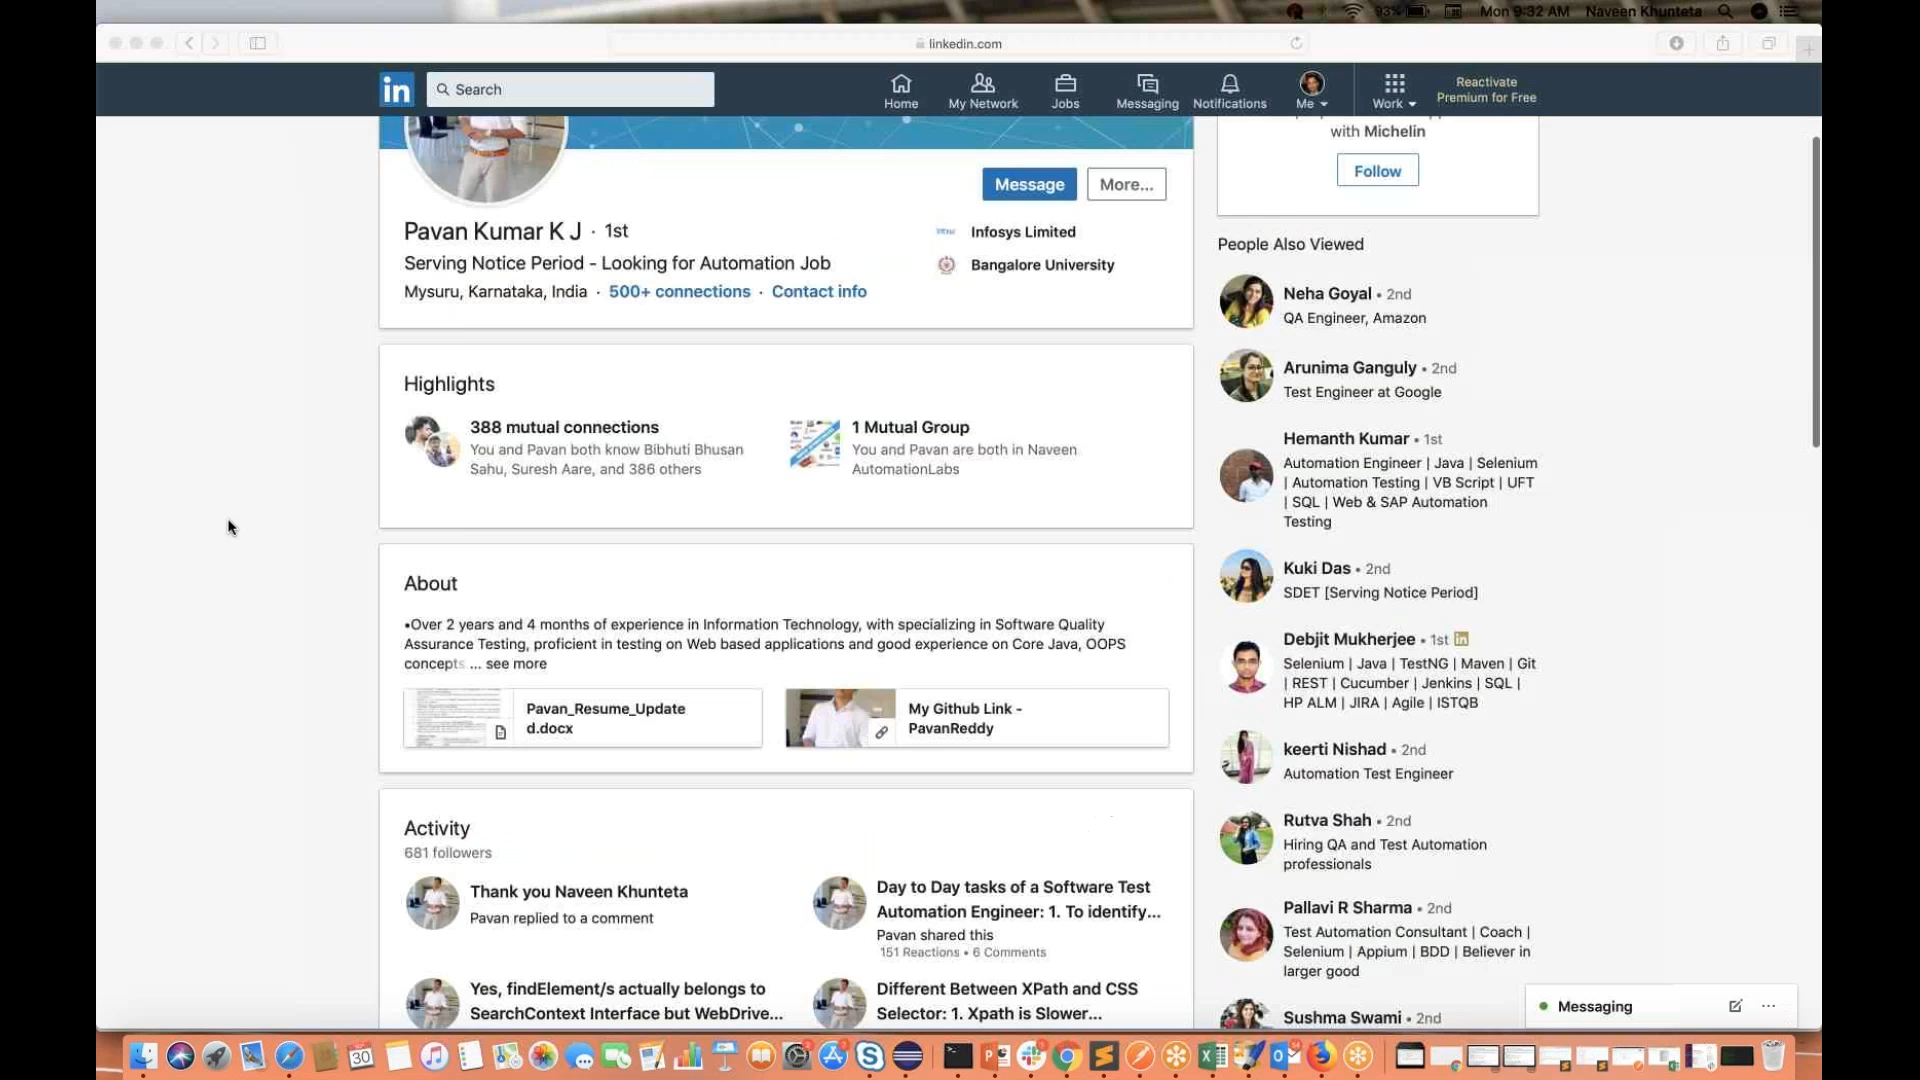 93%
Mon 9:32 AM
Naveen Khunteta
linkedin.com
in
Search
Home
My Network
Jobs
Messaging
Notifications
Me
Work
Reactivate
Premium for Free
with Michelin
Follow
Message
More...
Pavan Kumar K J · 1st
Serving Notice Period - Looking for Automation Job
Mysuru, Karnataka, India · 500+ connections · Contact info
Infosys Limited
Bangalore University
Highlights
388 mutual connections
You and Pavan both know Bibhuti Bhusan
Sahu, Suresh Aare, and 386 others
1 Mutual Group
You and Pavan are both in Naveen
AutomationLabs
About
•Over 2 years and 4 months of experience in Information Technology, with specializing in Software Quality
Assurance Testing, proficient in testing on Web based applications and good experience on Core Java, OOPS
concepts ... see more
Pavan_Resume_Update
d.docx
My Github Link -
PavanReddy
Activity
681 followers
Thank you Naveen Khunteta
Pavan replied to a comment
Day to Day tasks of a Software Test
Automation Engineer: 1. To identify...
Pavan shared this
151 Reactions • 6 Comments
Yes, findElement/s actually belongs to
SearchContext Interface but WebDrive...
Different Between XPath and CSS
Selector: 1. Xpath is Slower...
People Also Viewed
Neha Goyal • 2nd
QA Engineer, Amazon
Arunima Ganguly • 2nd
Test Engineer at Google
Hemanth Kumar • 1st
Automation Engineer | Java | Selenium
| Automation Testing | VB Script | UFT
| SQL | Web & SAP Automation
Testing
Kuki Das • 2nd
SDET [Serving Notice Period]
Debjit Mukherjee • 1st in
Selenium | Java | TestNG | Maven | Git
| REST | Cucumber | Jenkins | SQL |
HP ALM | JIRA | Agile | ISTQB
keerti Nishad • 2nd
Automation Test Engineer
Rutva Shah • 2nd
Hiring QA and Test Automation
professionals
Pallavi R Sharma • 2nd
Test Automation Consultant | Coach |
Selenium | Appium | BDD | Believer in
larger good
Sushma Swami • 2nd
Messaging
30